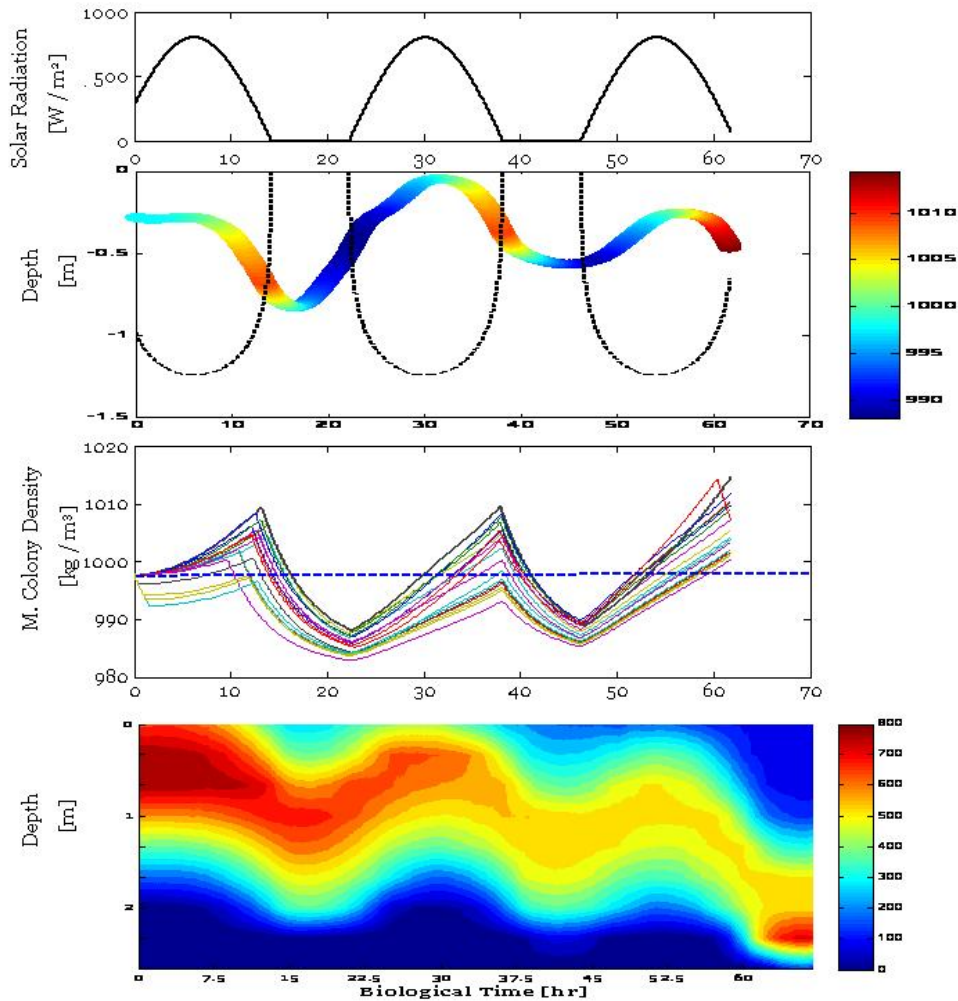 1000
500
0
Solar Radiation
[W/m²]
0 10 20 30 40 50 60 70
0
-0.5
-1
-1.5
Depth
[m]
0 10 20 30 40 50 60 70
1010
1005
1000
995
990
1020
1010
1000
990
980
M. Colony Density
[kg/m³]
0 10 20 30 40 50 60 70
0
1
2
Depth
[m]
0 7.5 15 22.5 30 37.5 45 52.5 60
Biological Time [hr]
800
700
600
500
400
300
200
100
0